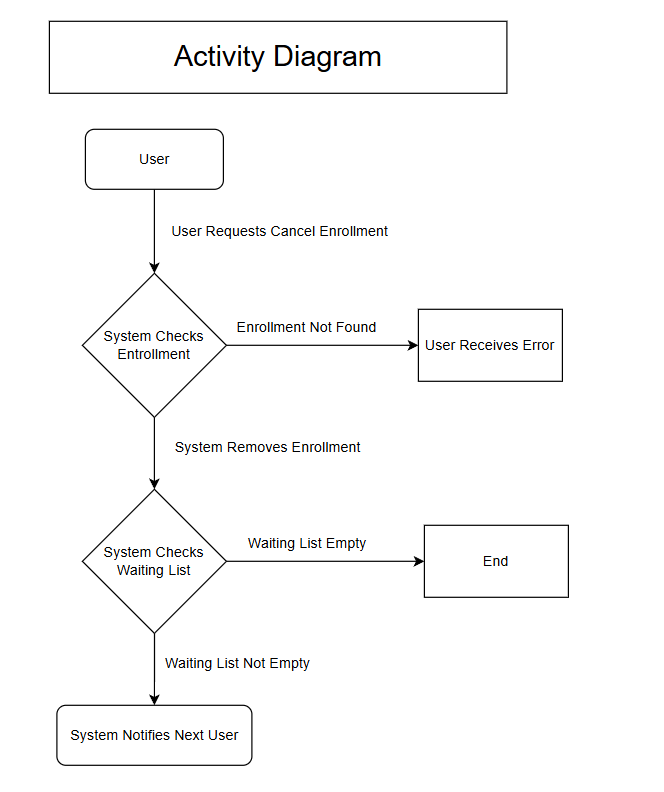 Activity Diagram
User
User Requests Cancel Enrollment
System Checks
Entrollment
Enrollment Not Found
User Receives Error
System Removes Enrollment
System Checks
Waiting List
Waiting List Empty
End
Waiting List Not Empty
System Notifies Next User